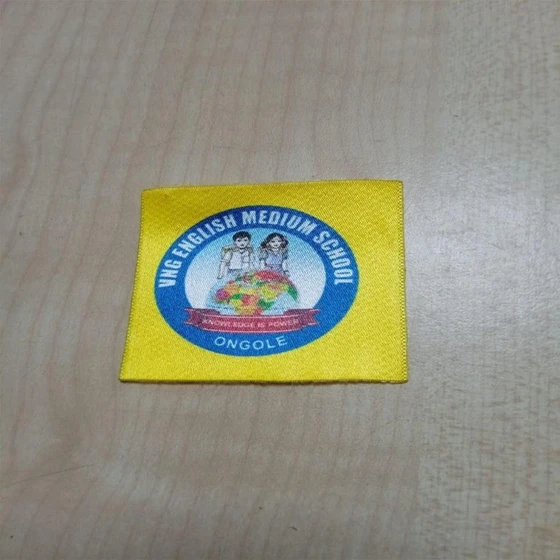 VNG ENGLISH MEDIUM SCHOOL
KNOWLEDGE IS POWER
ONGOLE